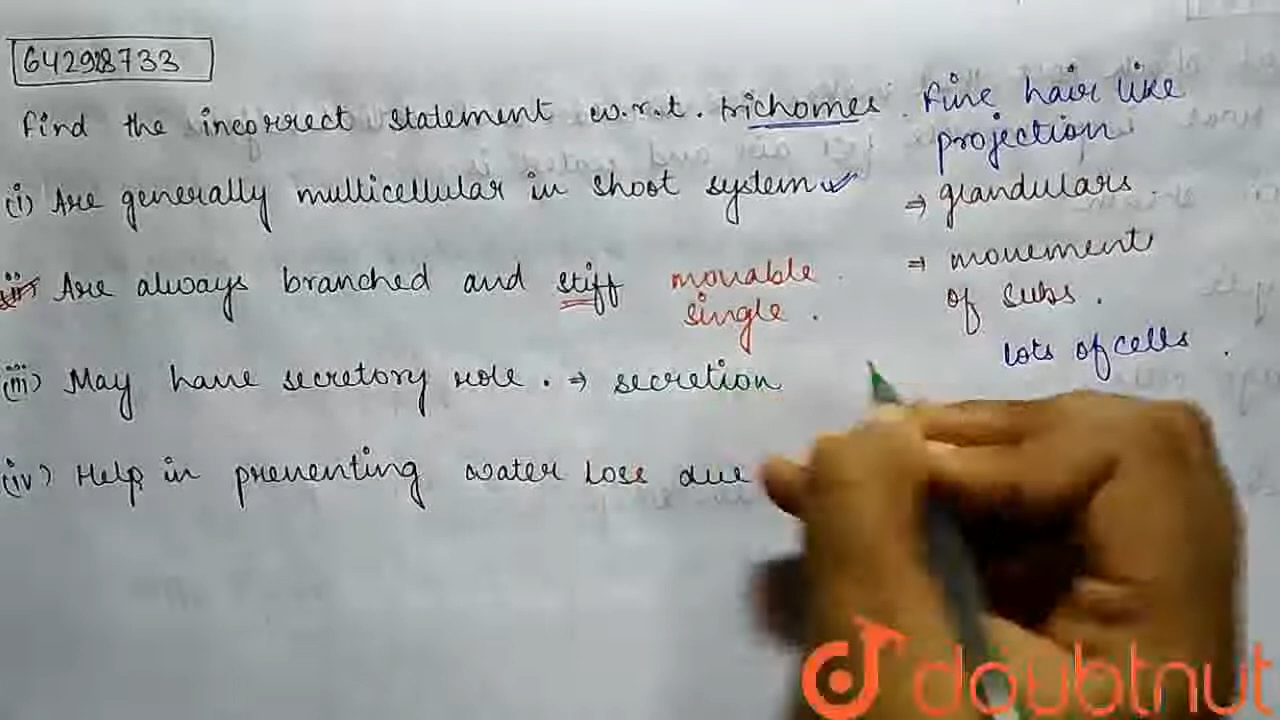 642928733
Find the incorrect statement w.r.t. trichomes. Fine hair like
projection
(i) Are generally multicellular in shoot system
⇒ glandulars.
(ii) Are always branched and stiff movable
single.
⇒ movement
of subs.
lots of cells.
(iii) May have secretory role. ⇒ secretion
(iv) Help in preventing water loss due
doubtnut